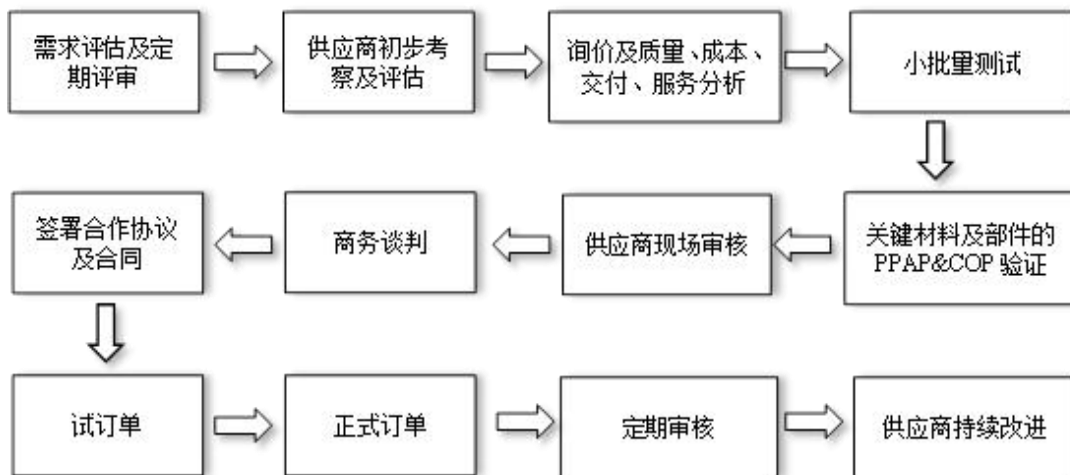 需求评估及定
期评审
供应商初步考
察及评估
询价及质量、成本、
交付、服务分析
小批量测试
关键材料及部件的
PPAP&COP 验证
供应商现场审核
商务谈判
签署合作协议
及合同
试订单
正式订单
定期审核
供应商持续改进